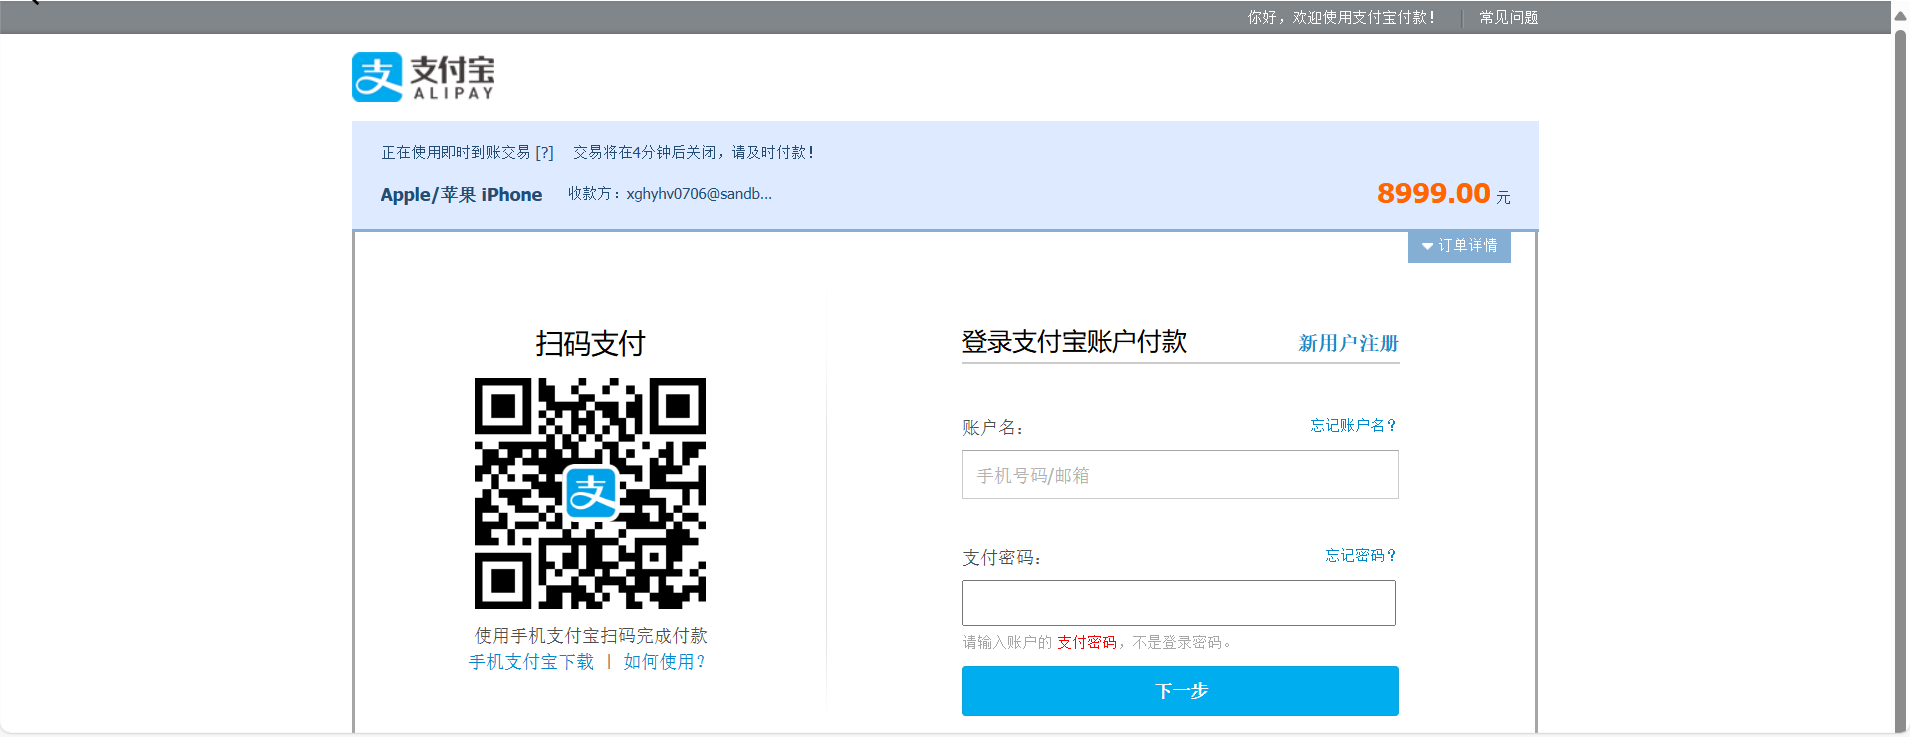 你好，欢迎使用支付宝付款！ 常见问题
支 支付宝
ALIPAY
正在使用即时到账交易 [?] 交易将在4分钟后关闭，请及时付款！
Apple/苹果 iPhone 收款方：xghyhv0706@sandb... 8999.00 元
订单详情
扫码支付
支
使用手机支付宝扫码完成付款
手机支付宝下载 | 如何使用？
登录支付宝账户付款 新用户注册
账户名： 忘记账户名？
手机号码/邮箱
支付密码： 忘记密码？
请输入账户的 支付密码，不是登录密码。
下一步